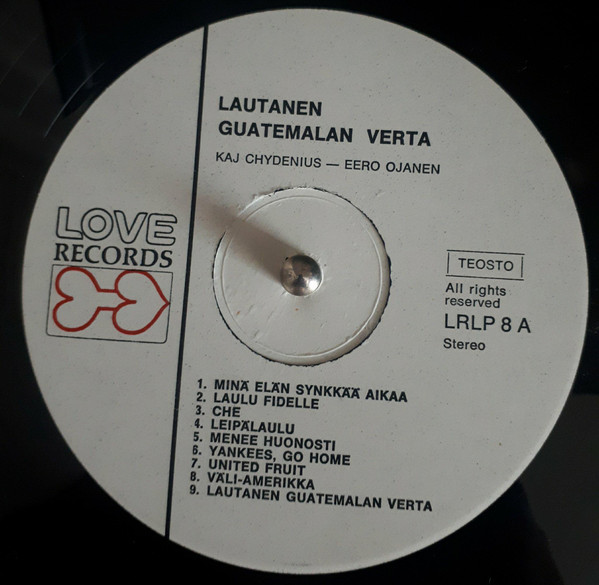 LAUTANEN
GUATEMALAN VERTA
KAJ CHYDENIUS — EERO OJANEN
LOVE
RECORDS
TEOSTO
All rights
reserved
LRLP 8 A
Stereo
1. MINÄ ELÄN SYNKKÄÄ AIKAA
2. LAULU FIDELLE
3. CHE
4. LEIPÄLAULU
5. MENEE HUONOSTI
6. YANKEES, GO HOME
7. UNITED FRUIT
8. VÄLI-AMERIKKA
9. LAUTANEN GUATEMALAN VERTA